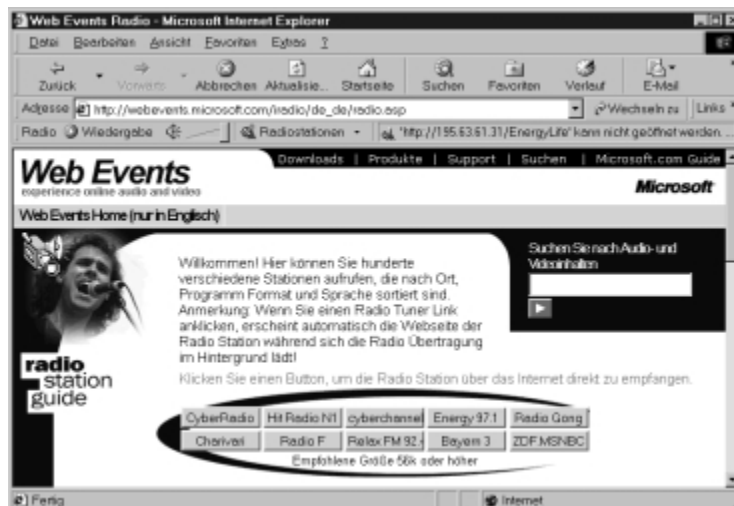 Web Events Radio - Microsoft Internet Explorer
Datei Bearbeiten Ansicht Favoriten Extras ?
Zurück Vorwärts Abbrechen Aktualisie... Startseite Suchen Favoriten Verlauf E-Mail
Adresse http://webevents.microsoft.com/iradio/de_de/radio.asp Wechseln zu Links
Radio Wiedergabe Radiostationen "http://195.63.61.31/EnergyLife" kann nicht geöffnet werden.
Downloads | Produkte | Support | Suchen | Microsoft.com Guide
Web Events
experience online audio and video
Microsoft
Web Events Home (nur in Englisch)
Suchen Sie nach Audio- und
Videoinhalten
Willkommen! Hier können Sie hunderte
verschiedene Stationen aufrufen, die nach Ort,
Programm Format und Sprache sortiert sind.
Anmerkung: Wenn Sie einen Radio Tuner Link
anklicken, erscheint automatisch die Webseite der
Radio Station während sich die Radio Übertragung
im Hintergrund lädt!
radio
station
guide
Klicken Sie einen Button, um die Radio Station über das Internet direkt zu empfangen.
CyberRadio Hit Radio N1 cyberchannel Energy 97.1 Radio Gong
Charivari Radio F Relax FM 92. Bayern 3 ZDF.MSNBC
Empfohlene Größe 56k oder höher
Fertig Internet